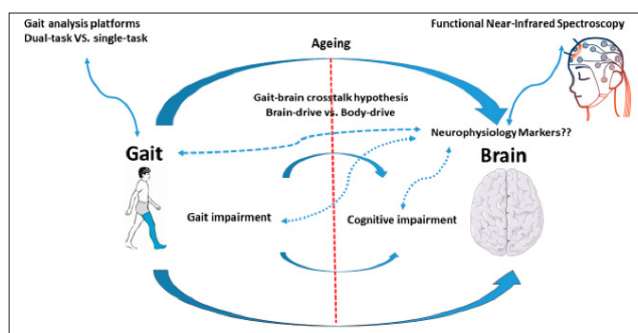 Gait analysis platforms
Dual-task VS. single-task
Functional Near-Infrared Spectroscopy
Ageing
Gait-brain crosstalk hypothesis
Brain-drive vs. Body-drive
Neurophysiology Markers??
Gait
Brain
Gait impairment
Cognitive impairment